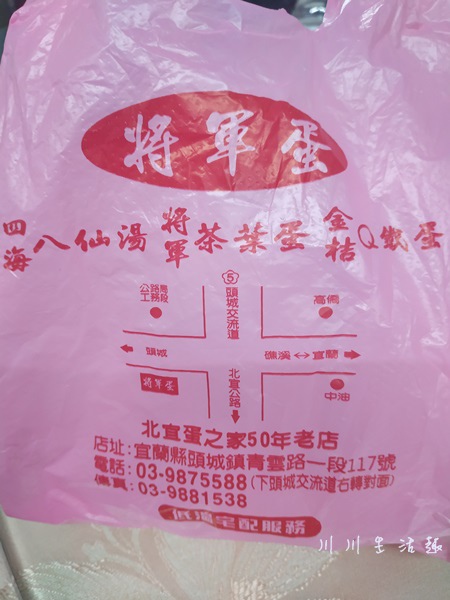 將軍蛋
四海八仙湯 將軍茶葉蛋 金桔Q嫩蛋
5
頭城交流道
公路局
工務段
高僑
頭城
礁溪↔宜蘭
將軍蛋
北宜公路
中油
北宜蛋之家50年老店
店址:宜蘭縣頭城鎮青雲路一段117號
電話:03-9875588(下頭城交流道右轉對面)
傳真:03-9881538
低溫宅配服務
川川生活趣